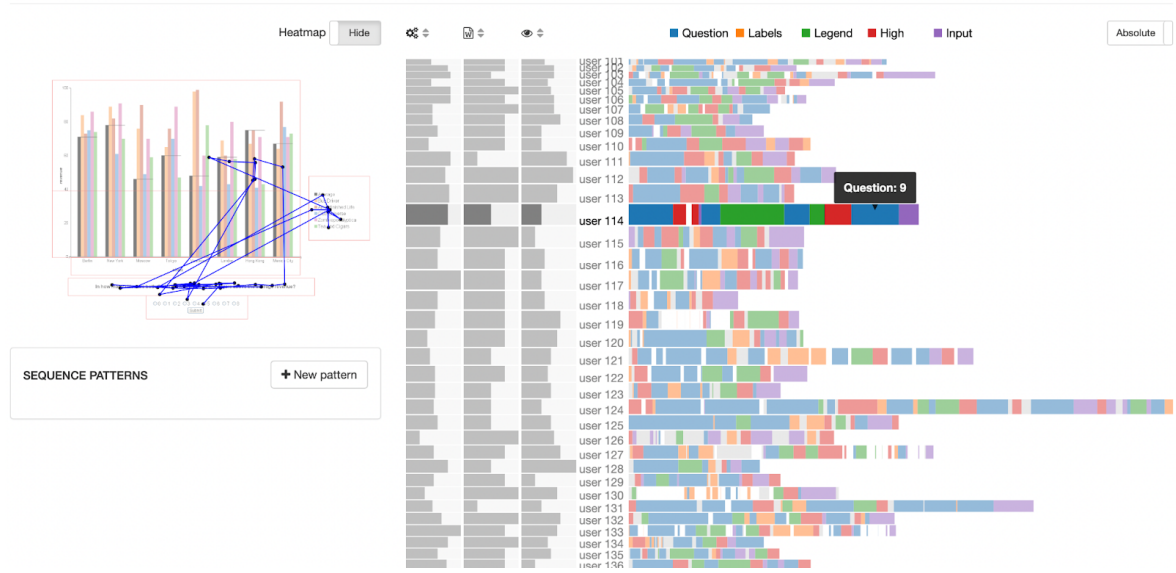 Heatmap Hide
Question Labels Legend High Input
Absolute
user 101
user 102
user 103
user 104
user 105
user 106
user 107
user 108
user 109
user 110
user 111
user 112
user 113
Question: 9
user 114
user 115
user 116
user 117
user 118
user 119
user 120
user 121
user 122
user 123
user 124
user 125
user 126
user 127
user 128
user 129
user 130
user 131
user 132
user 133
user 134
user 135
user 136
SEQUENCE PATTERNS
New pattern